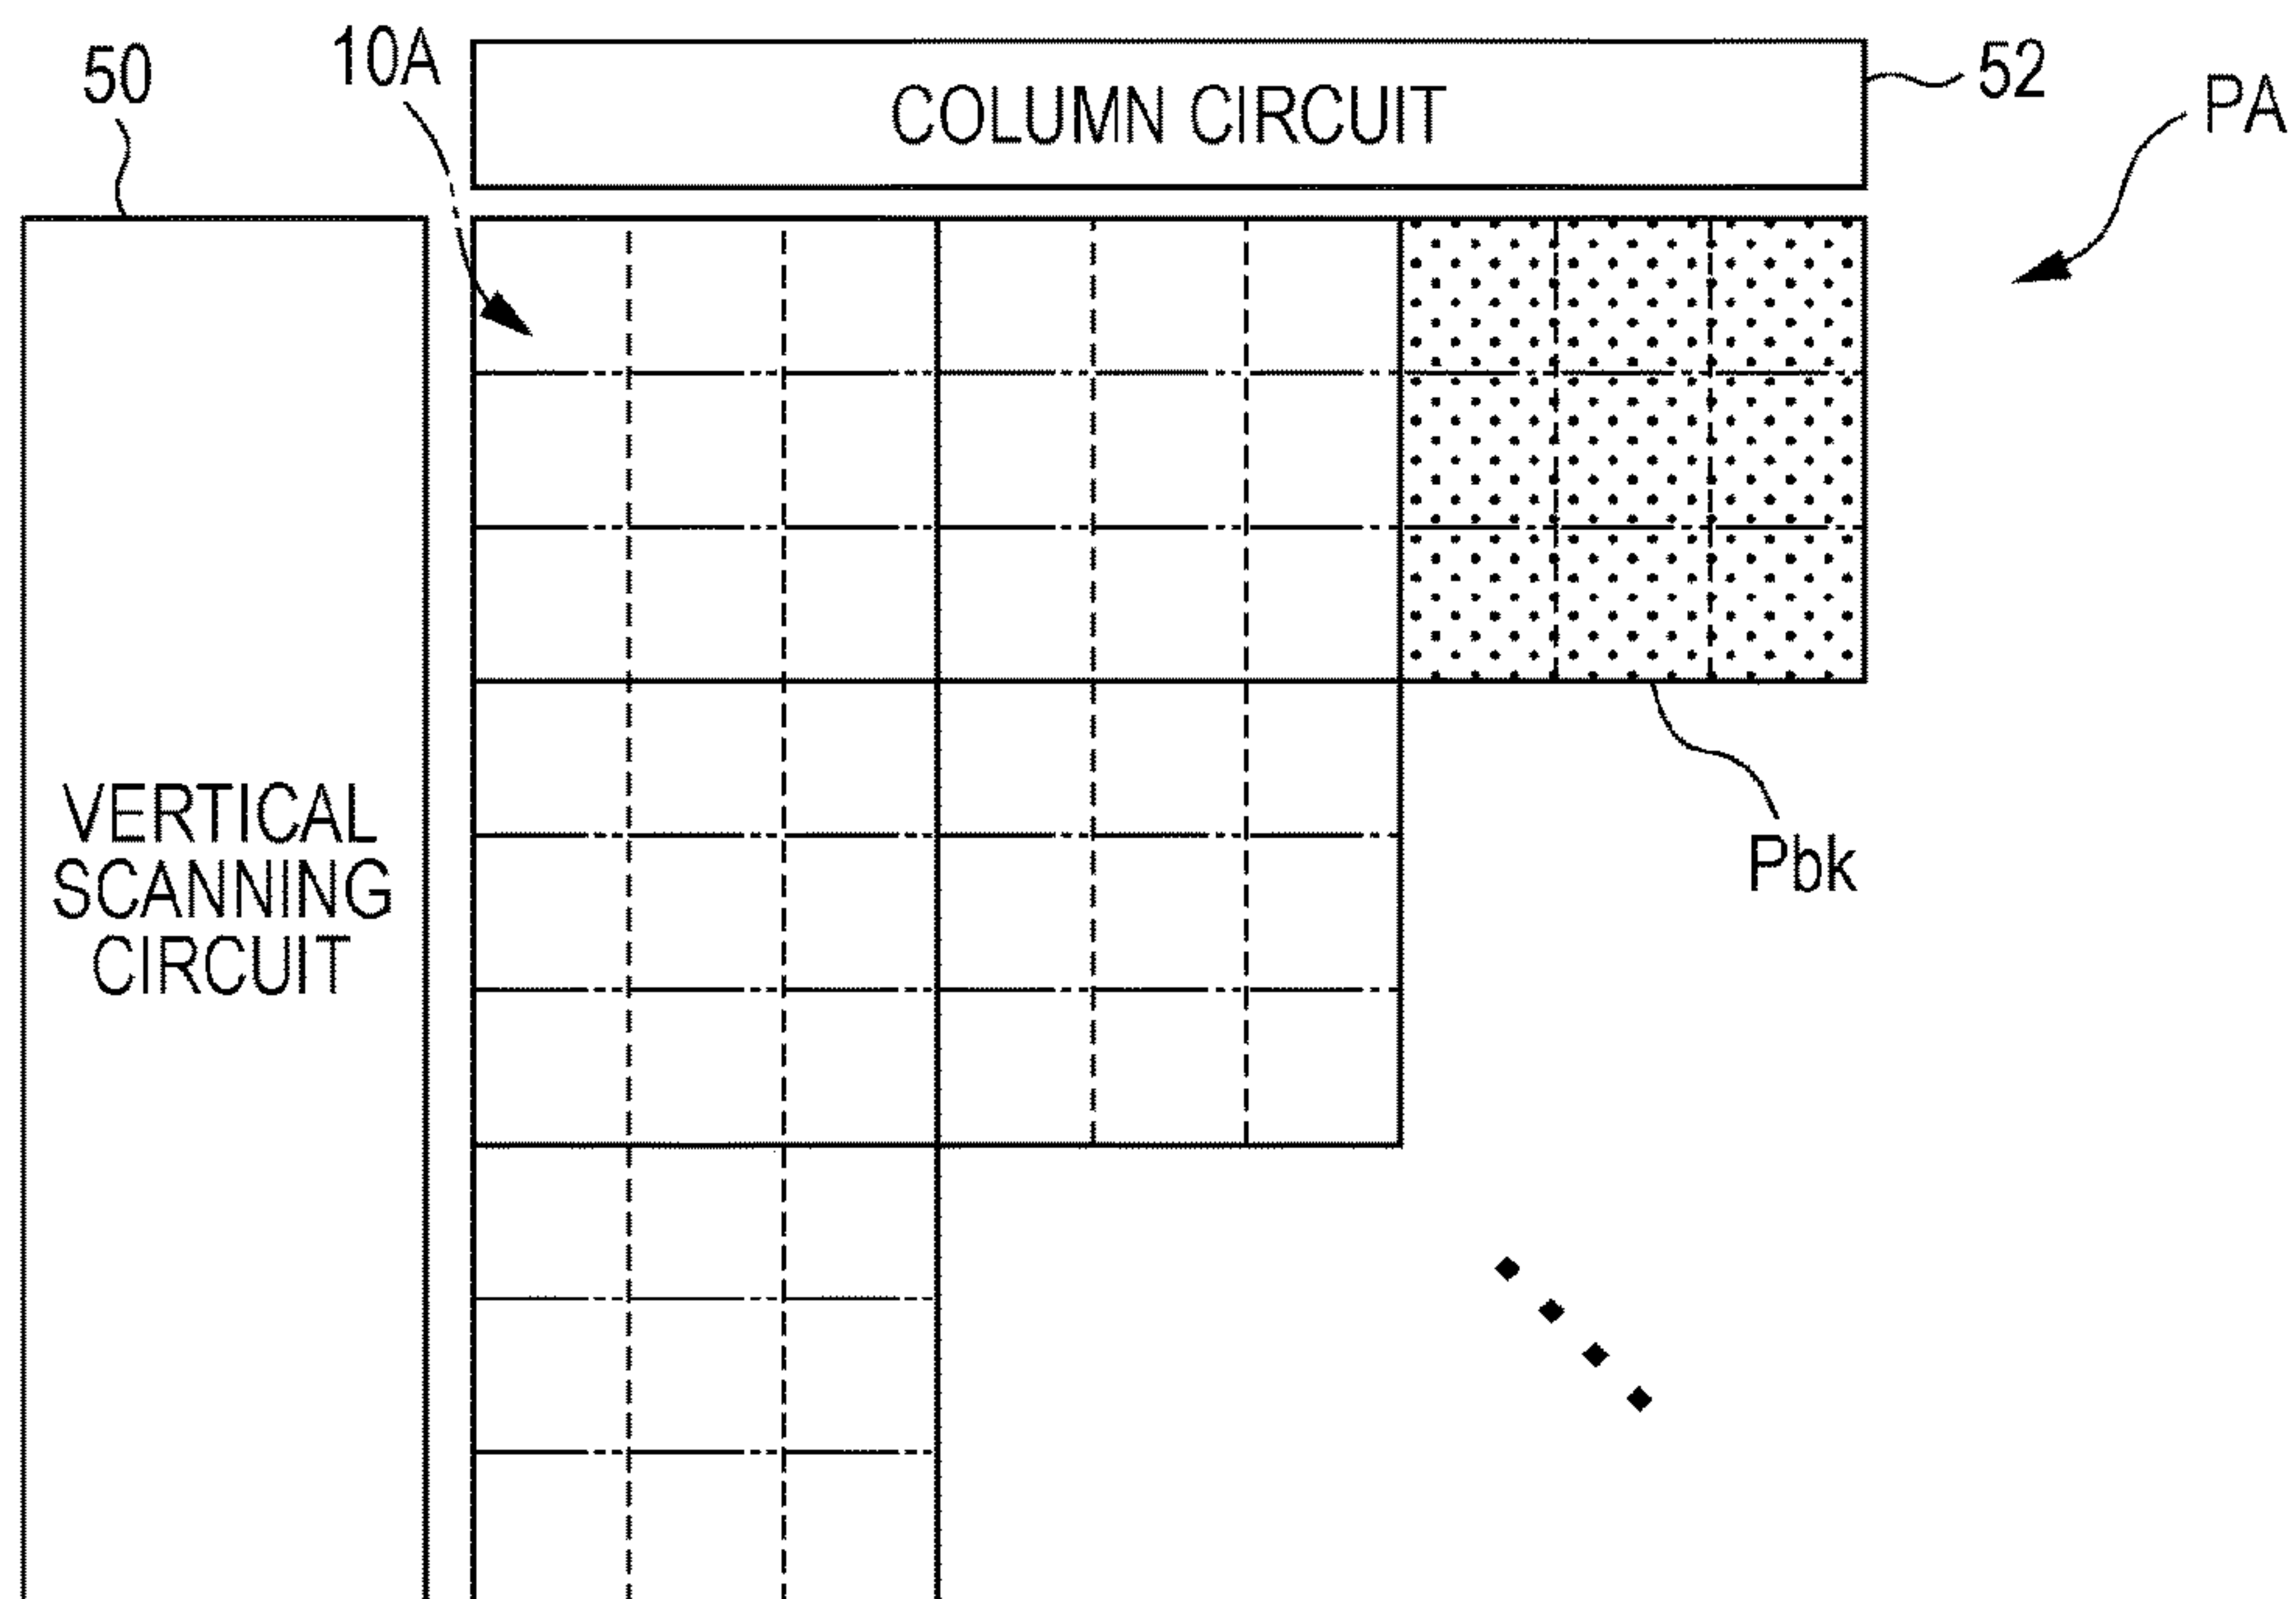 50
10A
COLUMN CIRCUIT
52
PA
VERTICAL
SCANNING
CIRCUIT
Pbk